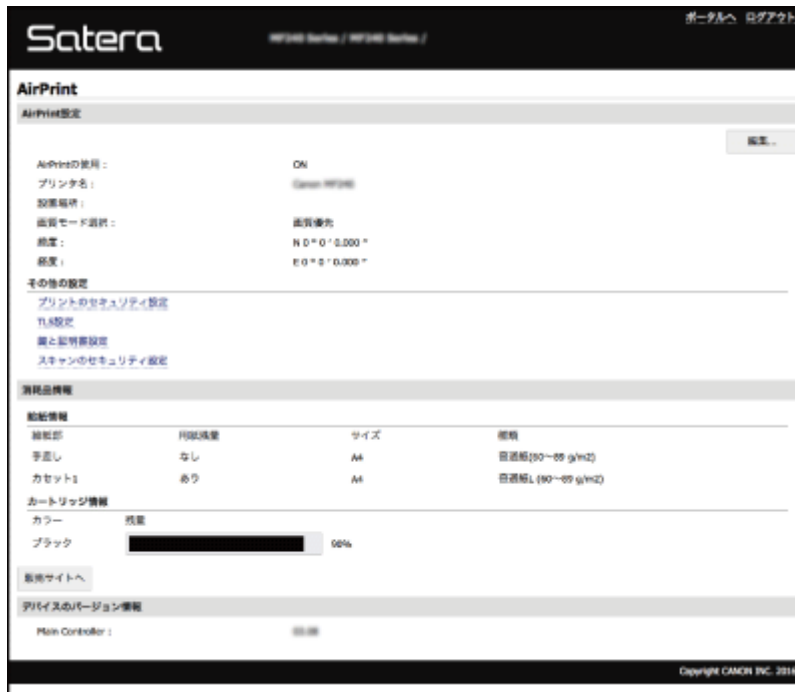 ポータルへ ログアウト
Satera
MF240 Series / MF240 Series /
AirPrint
AirPrint設定
編集...
AirPrintの使用： ON
プリンタ名： Canon MF240
設置場所：
画質モード選択： 画質優先
緯度： N 0 ° 0 ' 0.000 "
経度： E 0 ° 0 ' 0.000 "
その他の設定
プリントのセキュリティ設定
TLS設定
鍵と証明書設定
スキャンのセキュリティ設定
消耗品情報
給紙情報
給紙部 用紙残量 サイズ 種類
手差し なし A4 普通紙(60～89 g/m2)
カセット1 あり A4 普通紙L (60～89 g/m2)
カートリッジ情報
カラー 残量
ブラック 90%
販売サイトへ
デバイスのバージョン情報
Main Controller :
Copyright CANON INC. 2016